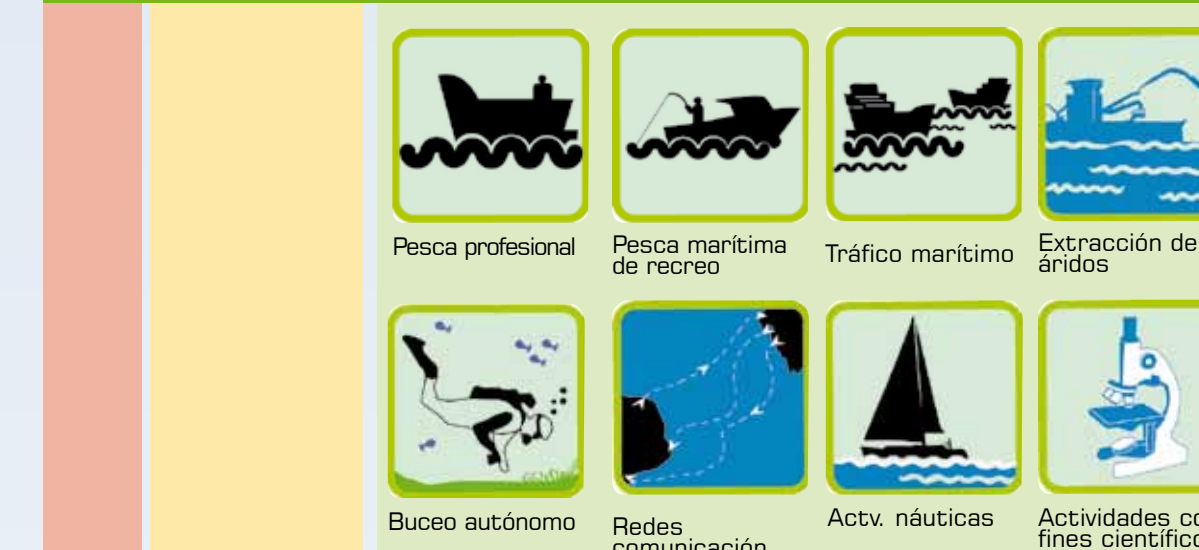 Pesca profesional
Pesca marítima
de recreo
Tráfico marítimo
Extracción de
áridos
Buceo autónomo
Redes
comunicación
Actv. náuticas
Actividades
fines